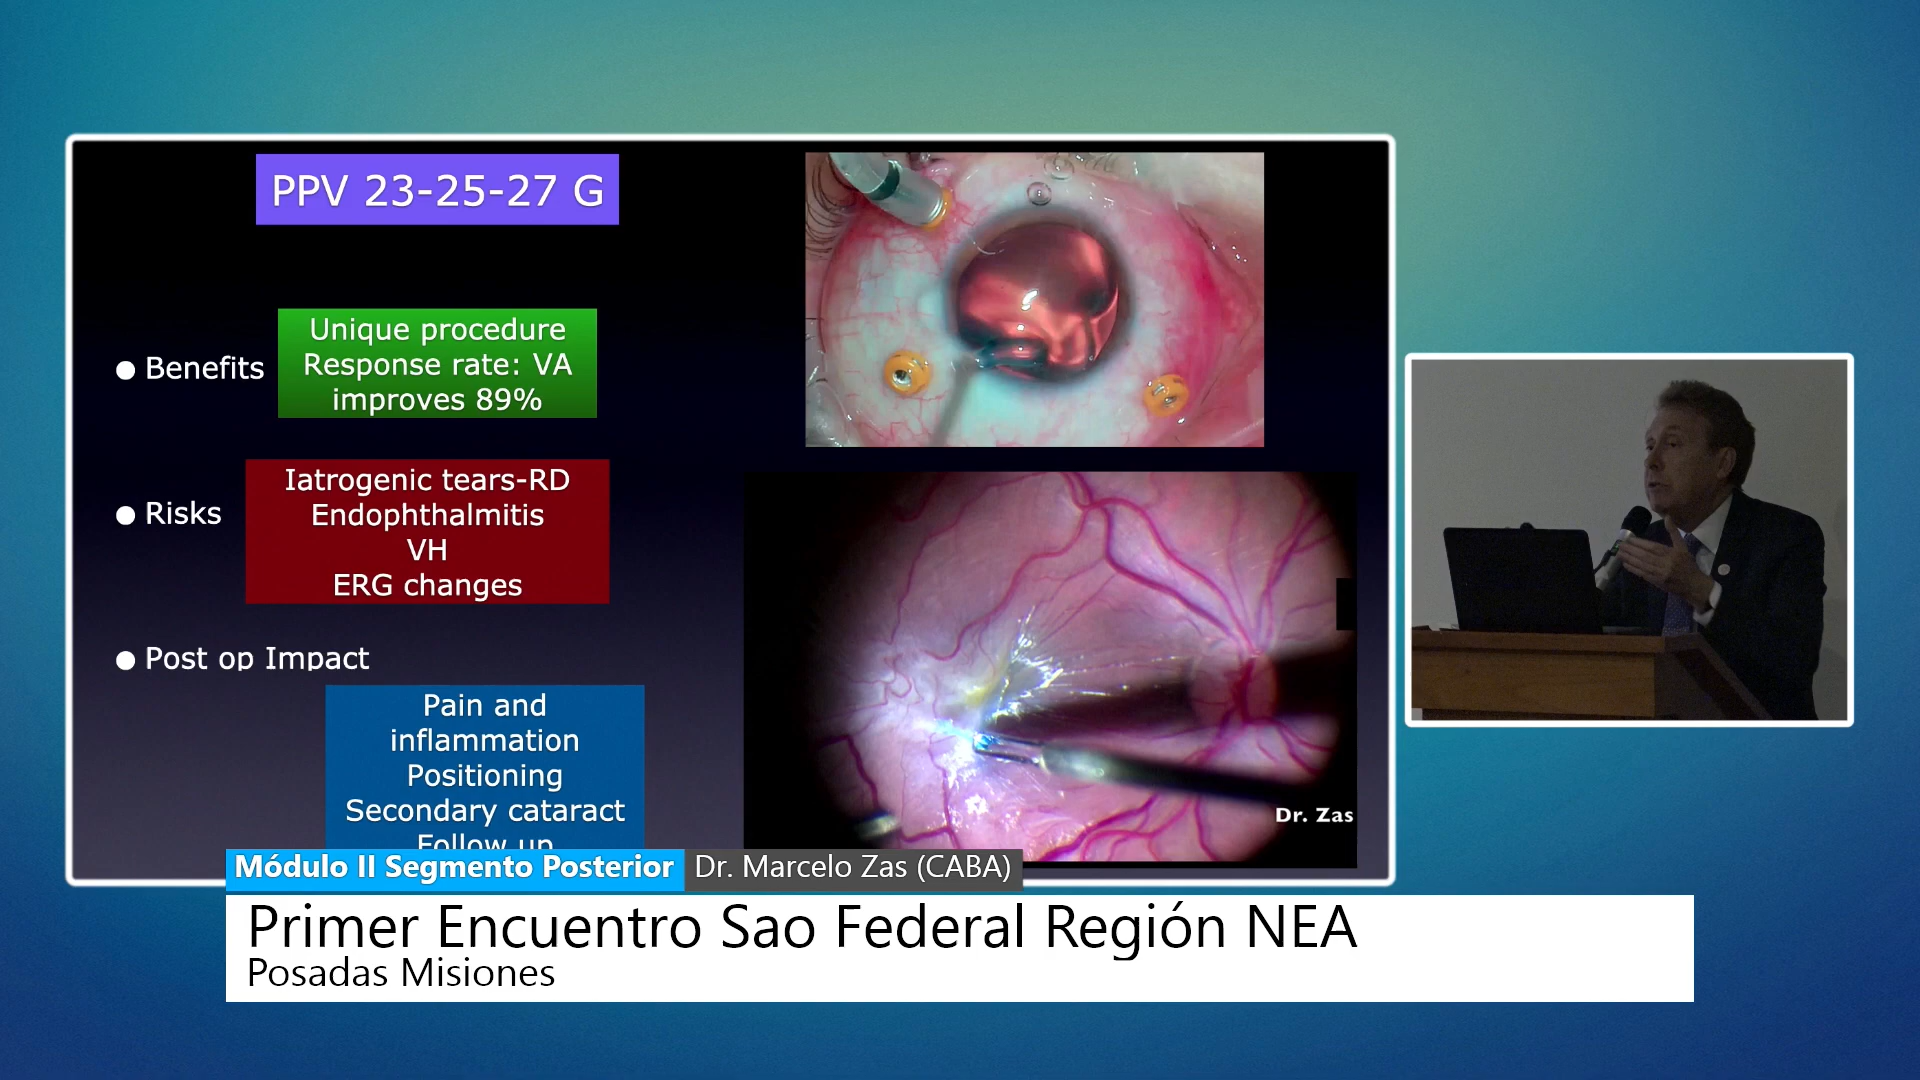 PPV 23-25-27 G
Benefits
Unique procedure
Response rate: VA
improves 89%
Risks
Iatrogenic tears-RD
Endophthalmitis
VH
ERG changes
Post op Impact
Pain and
inflammation
Positioning
Secondary cataract
Follow up
Dr. Zas
Módulo II Segmento Posterior Dr. Marcelo Zas (CABA)
Primer Encuentro Sao Federal Región NEA
Posadas Misiones